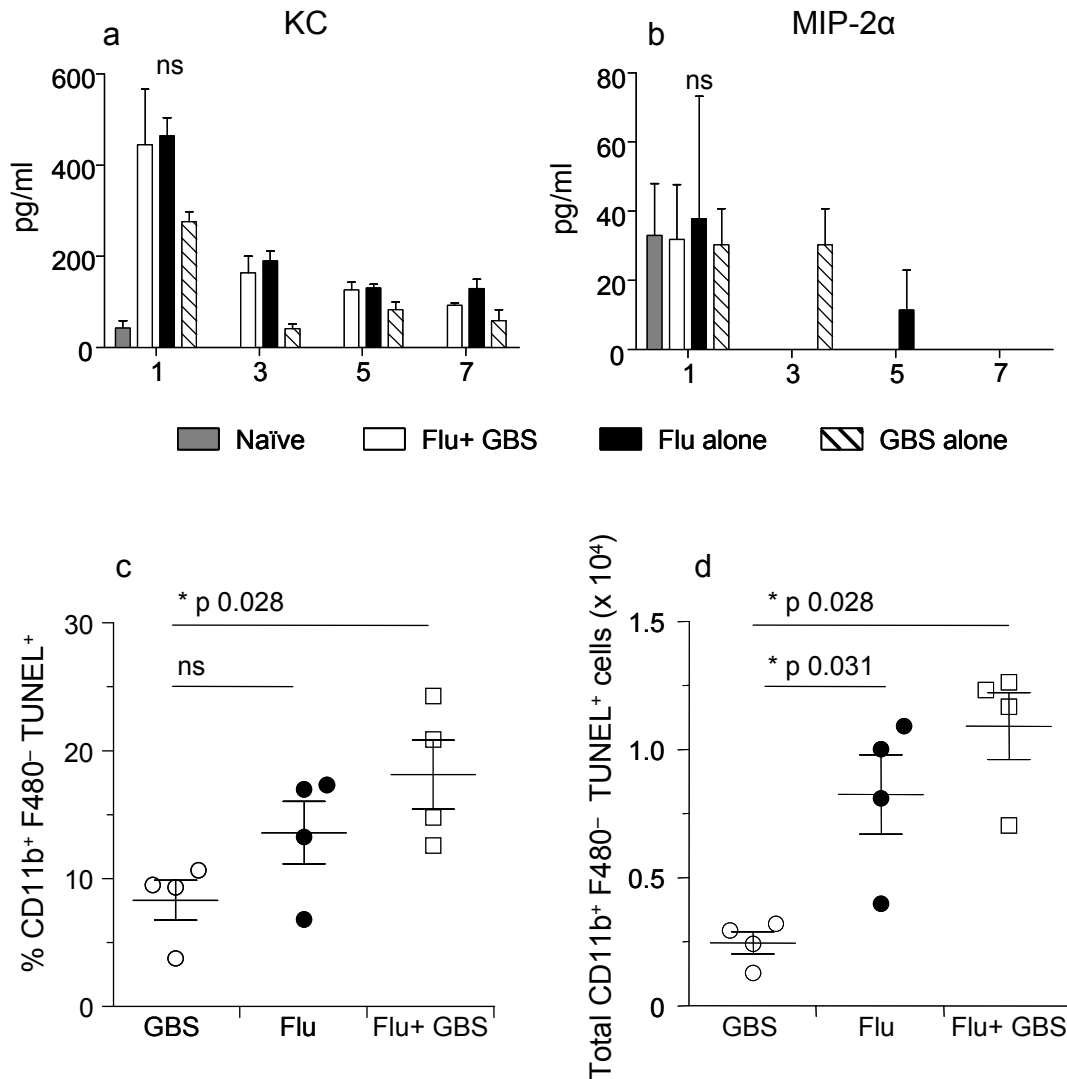 a
KC
ns
600
400
200
0
pg/ml
1 3 5 7
b
MIP-2α
ns
80
60
40
20
0
pg/ml
1 3 5 7
Naïve Flu+ GBS Flu alone GBS alone
c
* p 0.028
ns
30
20
10
0
% CD11b⁺ F480⁻ TUNEL⁺
GBS Flu Flu+ GBS
d
* p 0.028
* p 0.031
1.5
1.0
0.5
0
Total CD11b⁺ F480⁻ TUNEL⁺ cells (x 10⁴)
GBS Flu Flu+ GBS